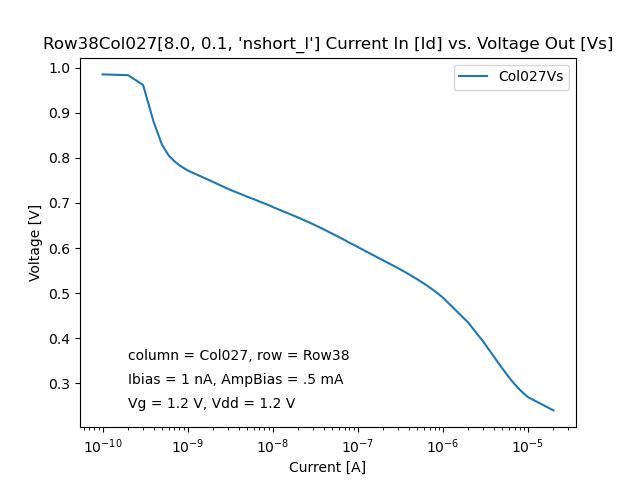 Row38Col027[8.0, 0.1, 'nshort_l'] Current In [Id] vs. Voltage Out [Vs]
Col027Vs
1.0
0.9
0.8
0.7
0.6
0.5
0.4
0.3
Voltage [V]
column = Col027, row = Row38
Ibias = 1 nA, AmpBias = .5 mA
Vg = 1.2 V, Vdd = 1.2 V
10⁻¹⁰ 10⁻⁹ 10⁻⁸ 10⁻⁷ 10⁻⁶ 10⁻⁵
Current [A]